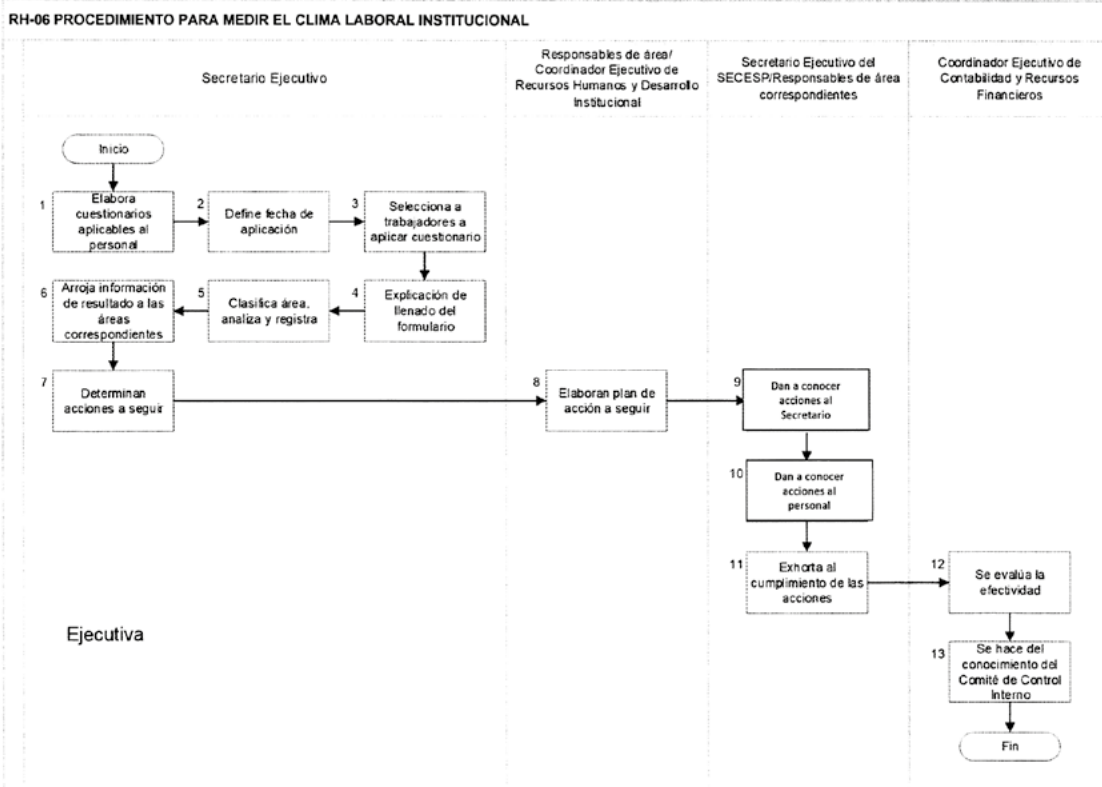 RH-06 PROCEDIMIENTO PARA MEDIR EL CLIMA LABORAL INSTITUCIONAL
Secretario Ejecutivo
Responsables de área/
Coordinador Ejecutivo de
Recursos Humanos y Desarrollo
Institucional
Secretario Ejecutivo del
SECESP/Responsables de área
correspondientes
Coordinador Ejecutivo de
Contabilidad y Recursos
Financieros
Inicio
1
Elabora
cuestionarios
aplicables al
personal
2
Define fecha de
aplicación
3
Selecciona a
trabajadores a
aplicar cuestionario
4
Explicación de
llenado del
formulario
5
Clasifica área,
analiza y registra
6
Arroja información
de resultado a las
áreas
correspondientes
7
Determinan
acciones a seguir
8
Elaboran plan de
acción a seguir
9
Dan a conocer
acciones al
Secretario
10
Dan a conocer
acciones al
personal
11
Exhorta al
cumplimiento de las
acciones
12
Se evalúa la
efectividad
13
Se hace del
conocimiento del
Comité de Control
Interno
Fin
Ejecutiva